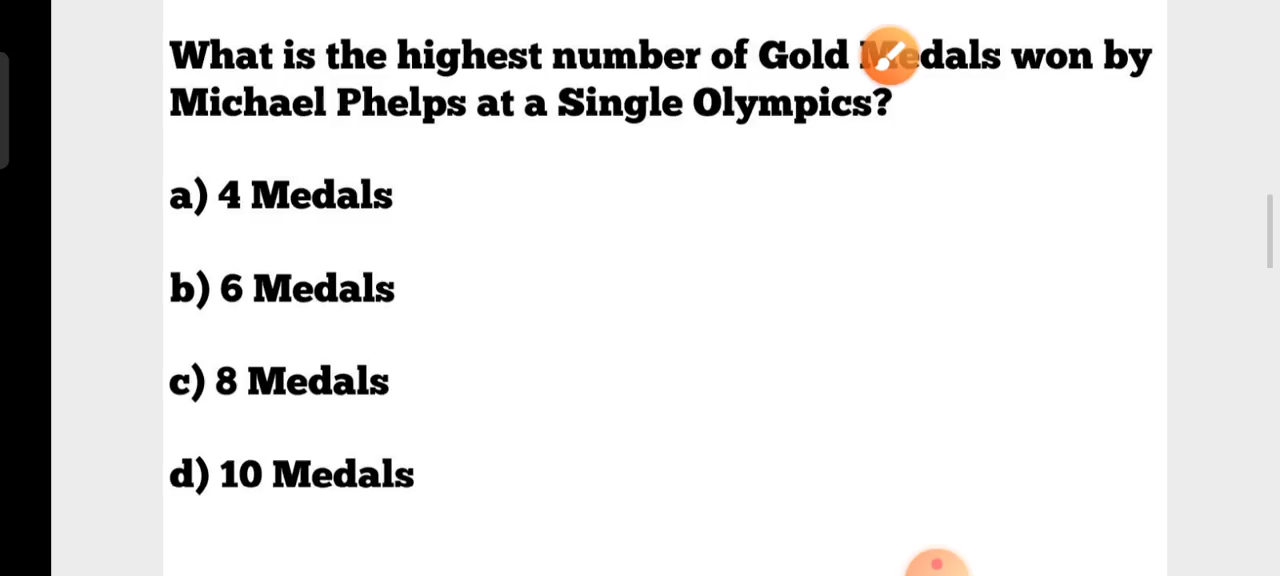 What is the highest number of Gold Medals won by
Michael Phelps at a Single Olympics?
a) 4 Medals
b) 6 Medals
c) 8 Medals
d) 10 Medals